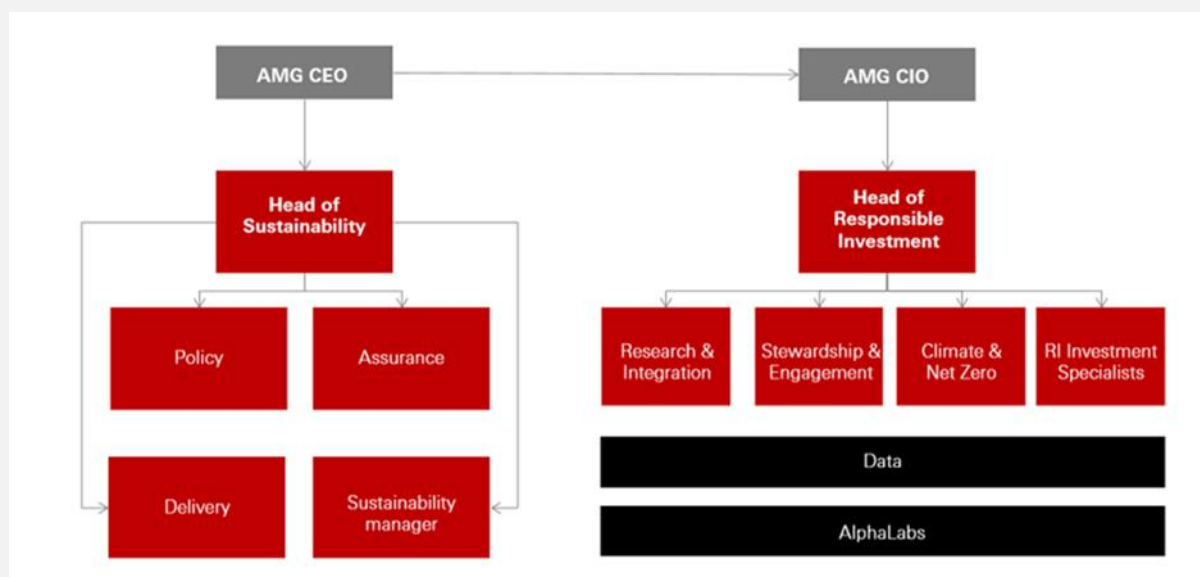 AMG CEO
AMG CIO
Head of
Sustainability
Head of
Responsible
Investment
Policy
Assurance
Research &
Integration
Stewardship &
Engagement
Climate &
Net Zero
RI Investment
Specialists
Delivery
Sustainability
manager
Data
AlphaLabs